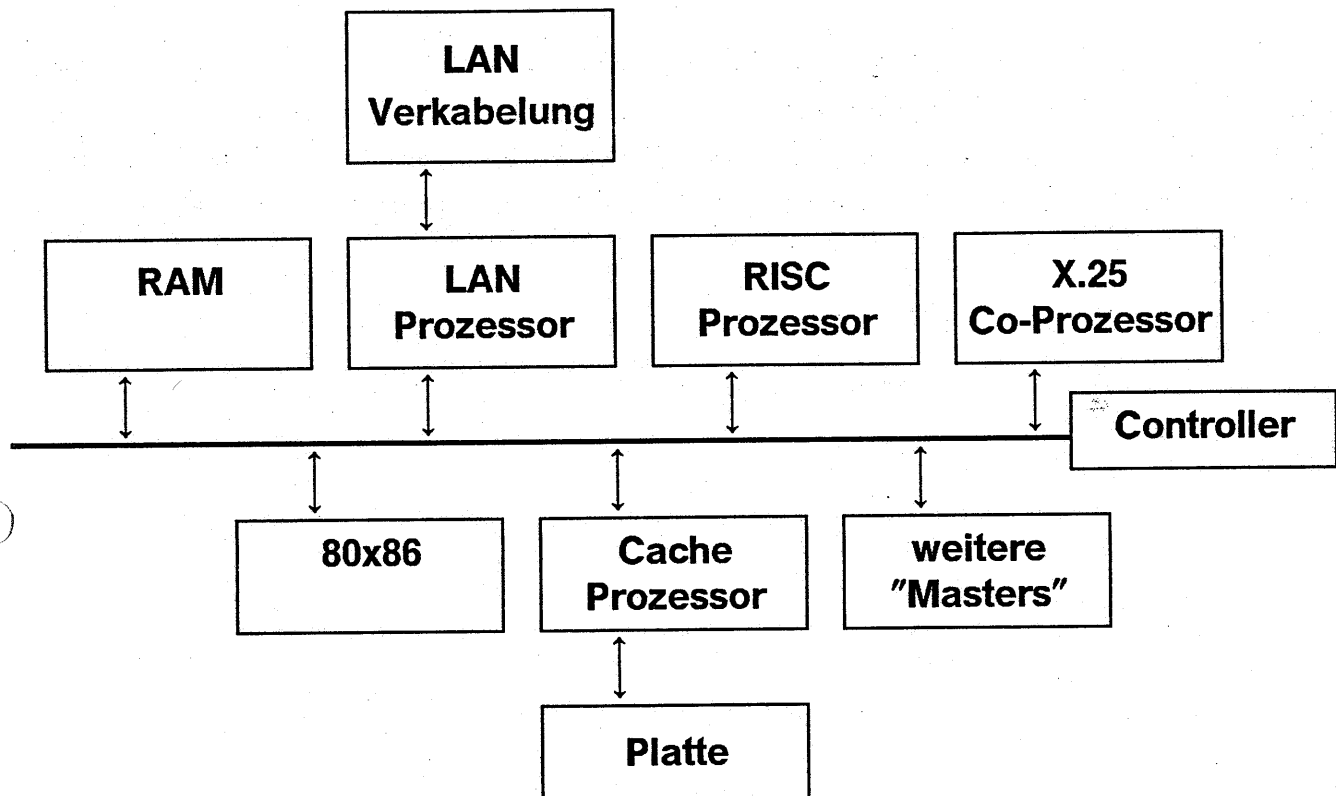 LAN
Verkabelung
RAM
LAN
Prozessor
RISC
Prozessor
X.25
Co-Prozessor
Controller
80x86
Cache
Prozessor
weitere
"Masters"
Platte